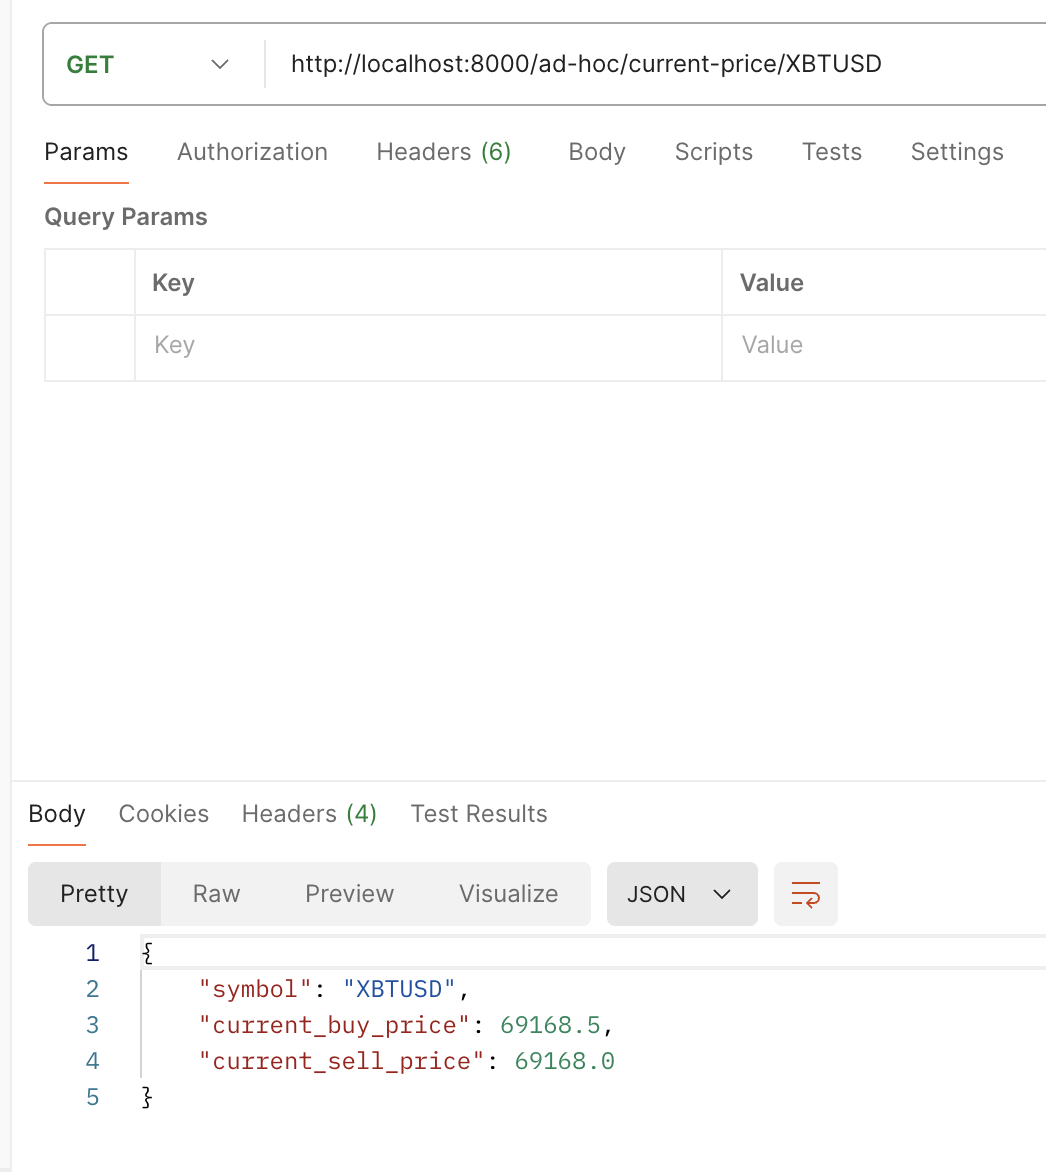 GET http://localhost:8000/ad-hoc/current-price/XBTUSD
Params Authorization Headers (6) Body Scripts Tests Settings
Query Params
Key Value
Key Value
Body Cookies Headers (4) Test Results
Pretty Raw Preview Visualize JSON
1 {
2 "symbol": "XBTUSD",
3 "current_buy_price": 69168.5,
4 "current_sell_price": 69168.0
5 }